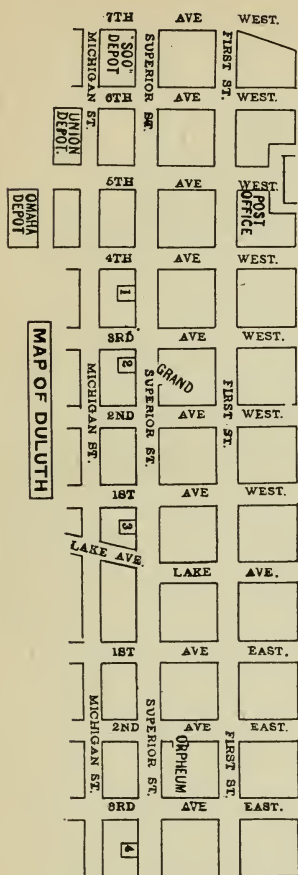 7TH AVE WEST.
MICHIGAN ST.
"SOO" DEPOT
SUPERIOR ST.
FIRST ST.
6TH AVE WEST.
UNION DEPOT.
5TH AVE WEST.
OMAHA DEPOT
POST OFFICE
4TH AVE WEST.
1
3RD AVE WEST.
MAP OF DULUTH
2
GRAND
MICHIGAN ST.
SUPERIOR ST.
FIRST ST.
2ND AVE WEST.
1ST AVE WEST.
3
LAKE AVE.
LAKE AVE.
1ST AVE EAST.
MICHIGAN ST.
SUPERIOR ST.
FIRST ST.
2ND AVE EAST.
ORPHEUM
3RD AVE EAST.
4